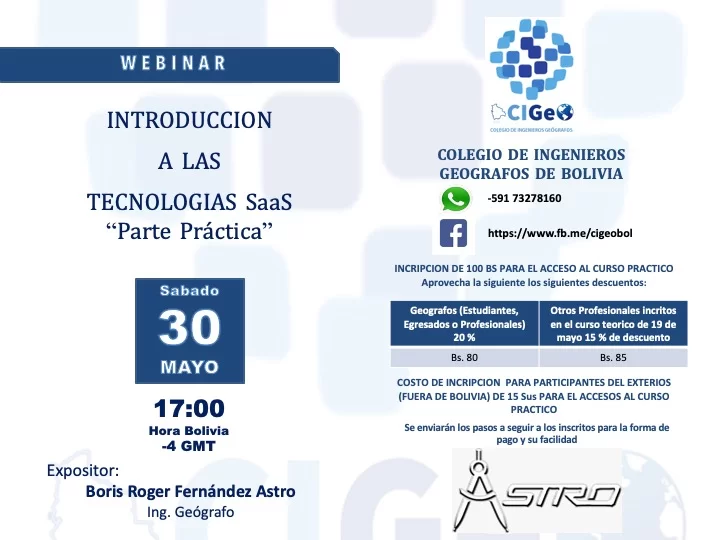 WEBINAR
INTRODUCCION
A LAS
TECNOLOGIAS SaaS
“Parte Práctica”
Sabado
30
MAYO
17:00
Hora Bolivia
-4 GMT
Expositor:
Boris Roger Fernández Astro
Ing. Geógrafo
CIGeo
COLEGIO DE INGENIEROS GEÓGRAFOS
COLEGIO DE INGENIEROS
GEOGRAFOS DE BOLIVIA
-591 73278160
https://www.fb.me/cigeobol
INCRIPCION DE 100 BS PARA EL ACCESO AL CURSO PRACTICO
Aprovecha la siguiente los siguientes descuentos:
Geografos (Estudiantes,
Egresados o Profesionales)
20 %
Otros Profesionales incritos
en el curso teorico de 19 de
mayo 15 % de descuento
Bs. 80
Bs. 85
COSTO DE INCRIPCION PARA PARTICIPANTES DEL EXTERIOS
(FUERA DE BOLIVIA) DE 15 Sus PARA EL ACCESOS AL CURSO
PRACTICO
Se enviarán los pasos a seguir a los inscritos para la forma de
pago y su facilidad
ASTRO
CIGeo